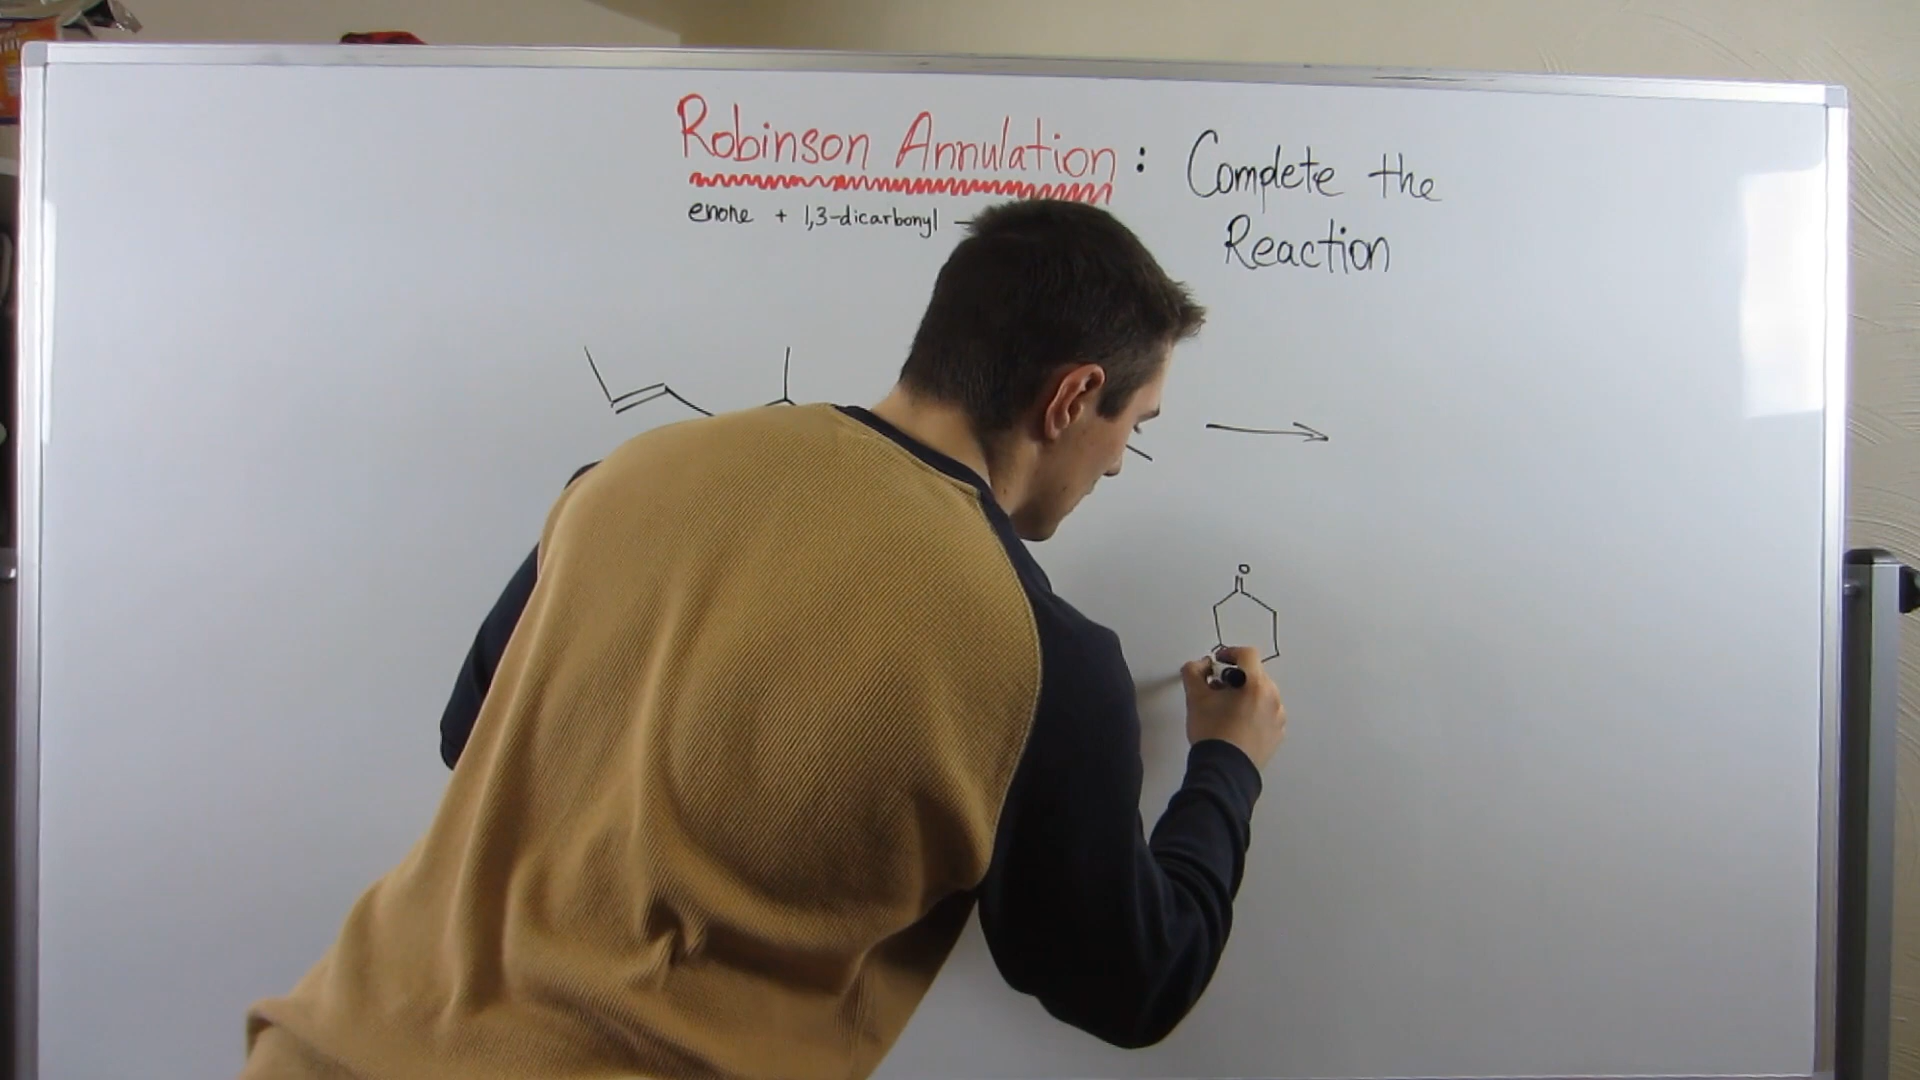 Robinson Annulation : Complete the
Reaction
enone + 1,3-dicarbonyl
O